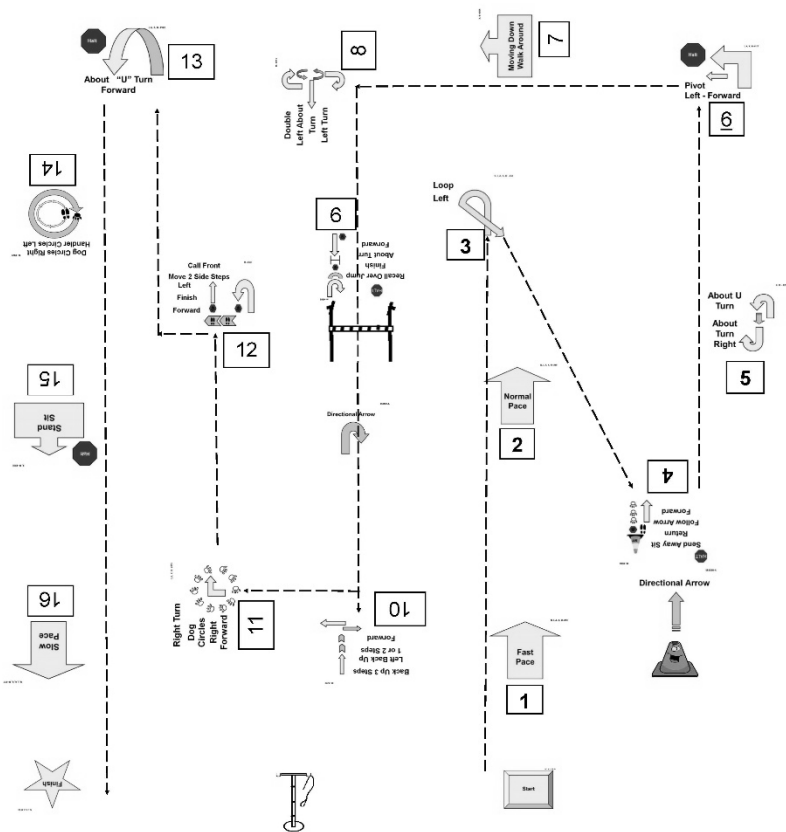 13
About "U" Turn
Forward
8
Double
Left About
Turn
Left Turn
7
Moving Down
Walk Around
Pivot
Left - Forward
6
14
Dog Circles Right
Handler Circles Left
9
Recall Over Jump
Finish
About Turn
Forward
Loop
Left
3
Call Front
Move 2 Side Steps
Left
Finish
Forward
12
About U
Turn
About
Turn
Right
5
15
Stand
Sit
Normal
Pace
2
Directional Arrow
4
Send Away Sit
Return
Follow Arrow
Forward
Directional Arrow
16
Slow
Pace
Right Turn
Dog
Circles
Right
Forward
11
10
Back Up 3 Steps
Left Back Up
1 or 2 Steps
Forward
Fast
Pace
1
Finish
Start